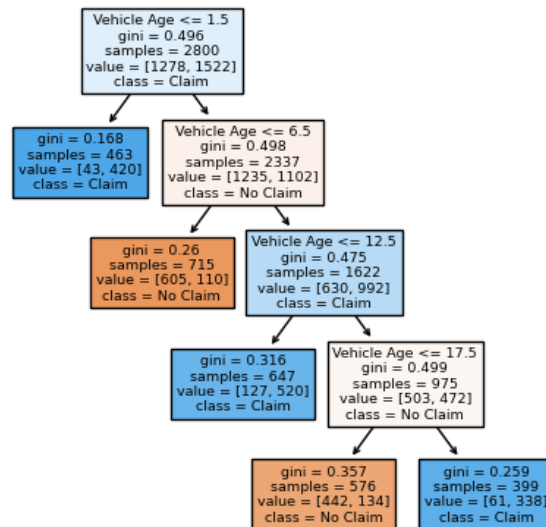 Vehicle Age <= 1.5
gini = 0.496
samples = 2800
value = [1278, 1522]
class = Claim
gini = 0.168
samples = 463
value = [43, 420]
class = Claim
Vehicle Age <= 6.5
gini = 0.498
samples = 2337
value = [1235, 1102]
class = No Claim
gini = 0.26
samples = 715
value = [605, 110]
class = No Claim
Vehicle Age <= 12.5
gini = 0.475
samples = 1622
value = [630, 992]
class = Claim
gini = 0.316
samples = 647
value = [127, 520]
class = Claim
Vehicle Age <= 17.5
gini = 0.499
samples = 975
value = [503, 472]
class = No Claim
gini = 0.357
samples = 576
value = [442, 134]
class = No Claim
gini = 0.259
samples = 399
value = [61, 338]
class = Claim